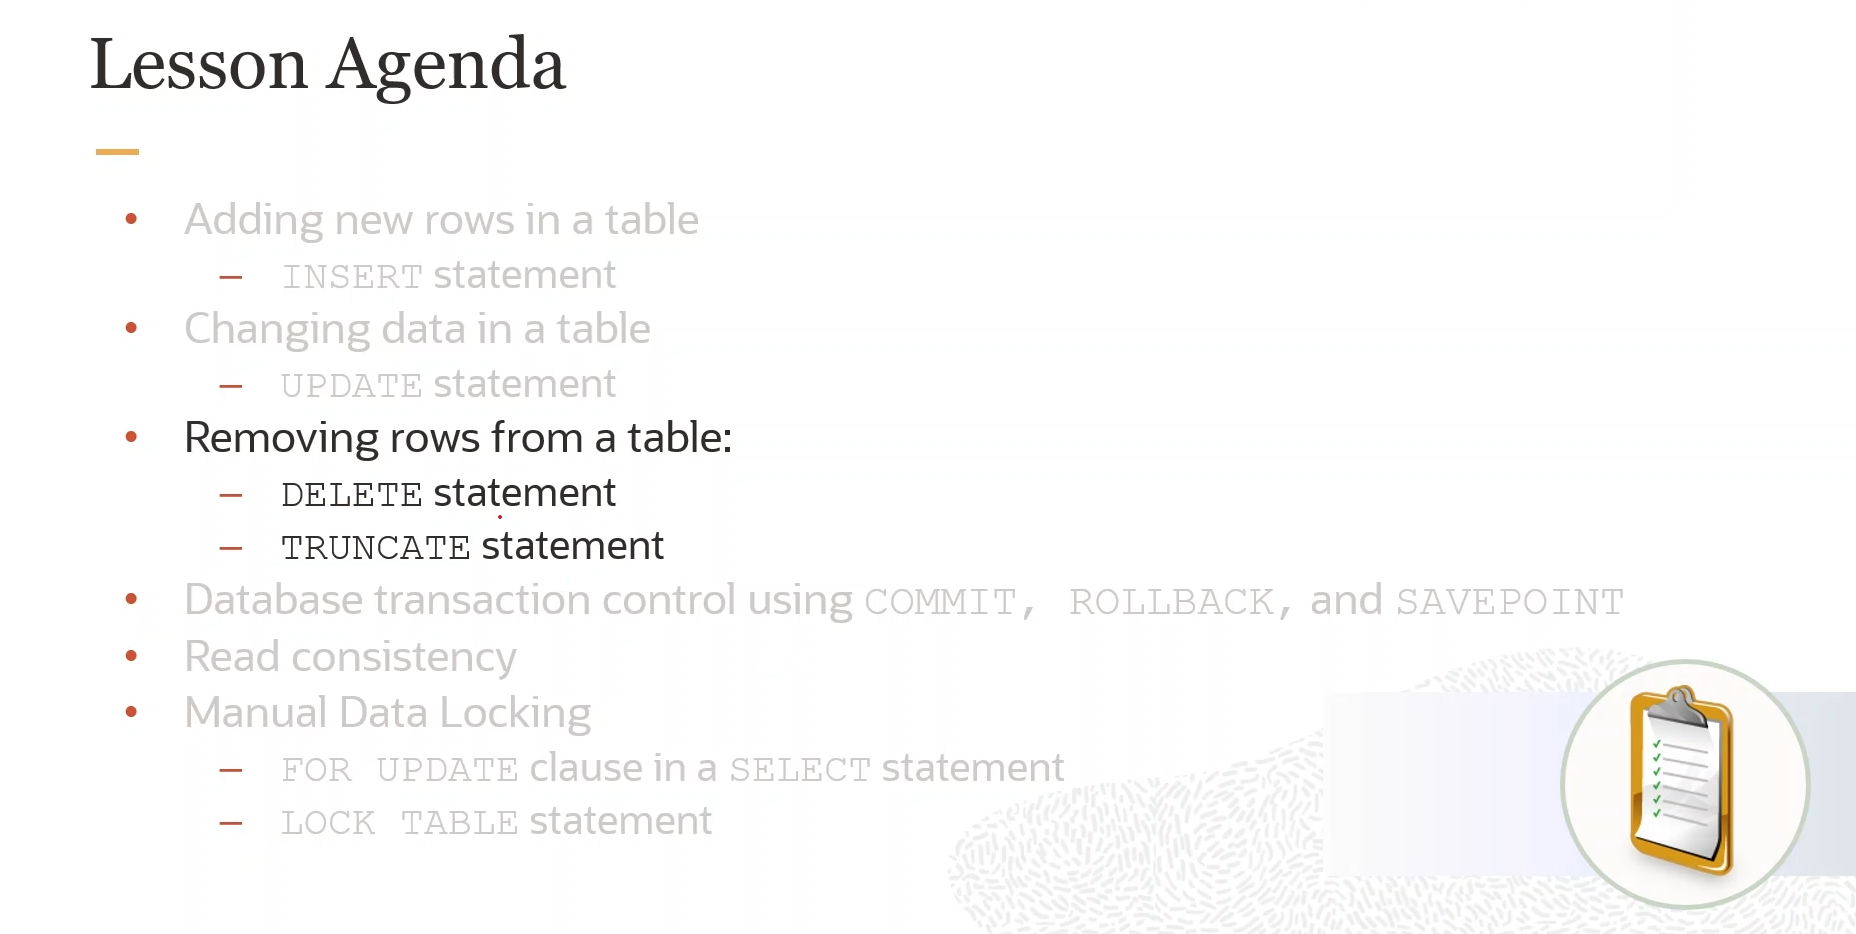 Lesson Agenda
• Adding new rows in a table
– INSERT statement
• Changing data in a table
– UPDATE statement
• Removing rows from a table:
– DELETE statement
– TRUNCATE statement
• Database transaction control using COMMIT, ROLLBACK, and SAVEPOINT
• Read consistency
• Manual Data Locking
– FOR UPDATE clause in a SELECT statement
– LOCK TABLE statement